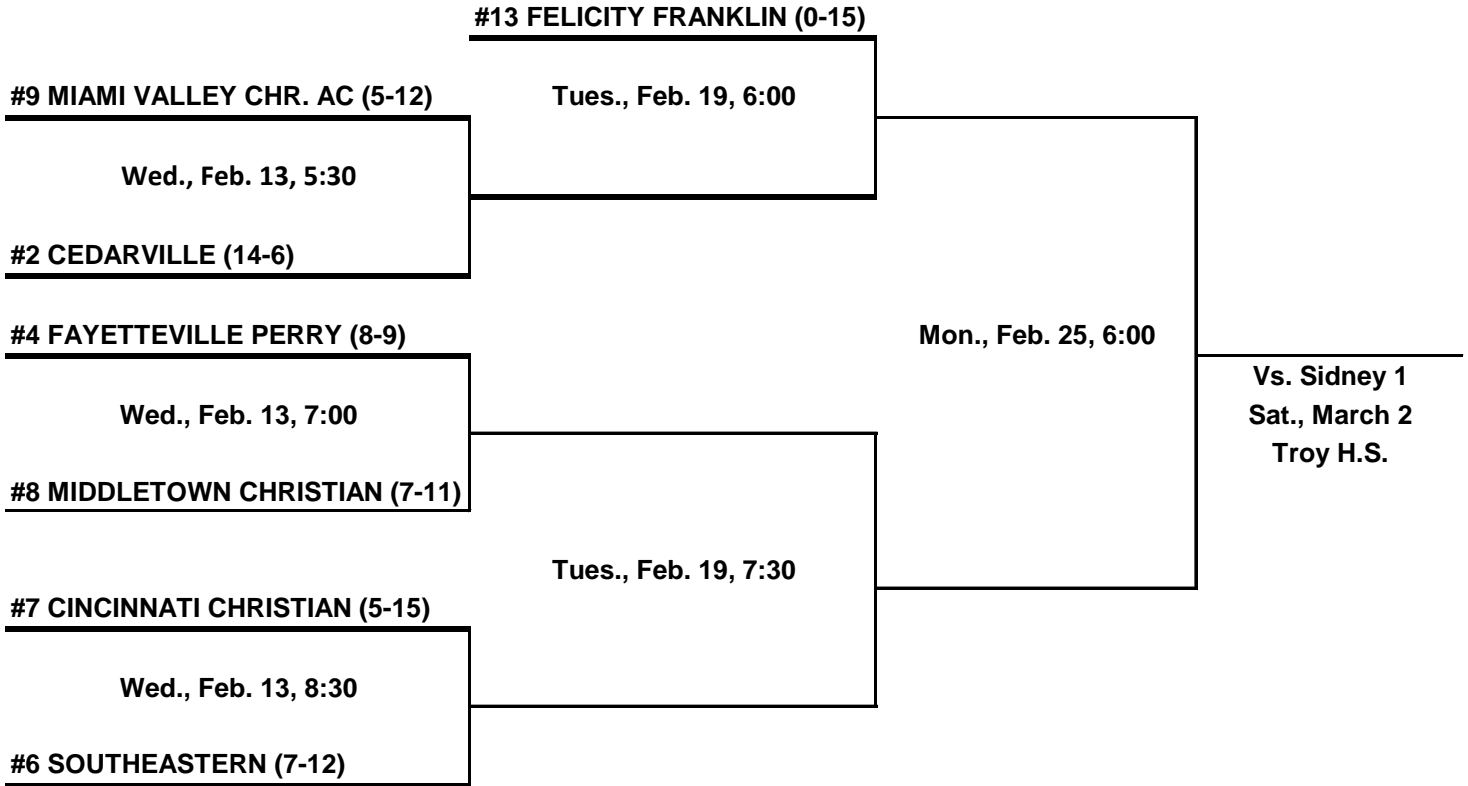 #13 FELICITY FRANKLIN (0-15)
#9 MIAMI VALLEY CHR. AC (5-12)
Tues., Feb. 19, 6:00
Wed., Feb. 13, 5:30
#2 CEDARVILLE (14-6)
#4 FAYETTEVILLE PERRY (8-9)
Mon., Feb. 25, 6:00
Vs. Sidney 1
Wed., Feb. 13, 7:00
Sat., March 2
Troy H.S.
#8 MIDDLETOWN CHRISTIAN (7-11)
Tues., Feb. 19, 7:30
#7 CINCINNATI CHRISTIAN (5-15)
Wed., Feb. 13, 8:30
#6 SOUTHEASTERN (7-12)